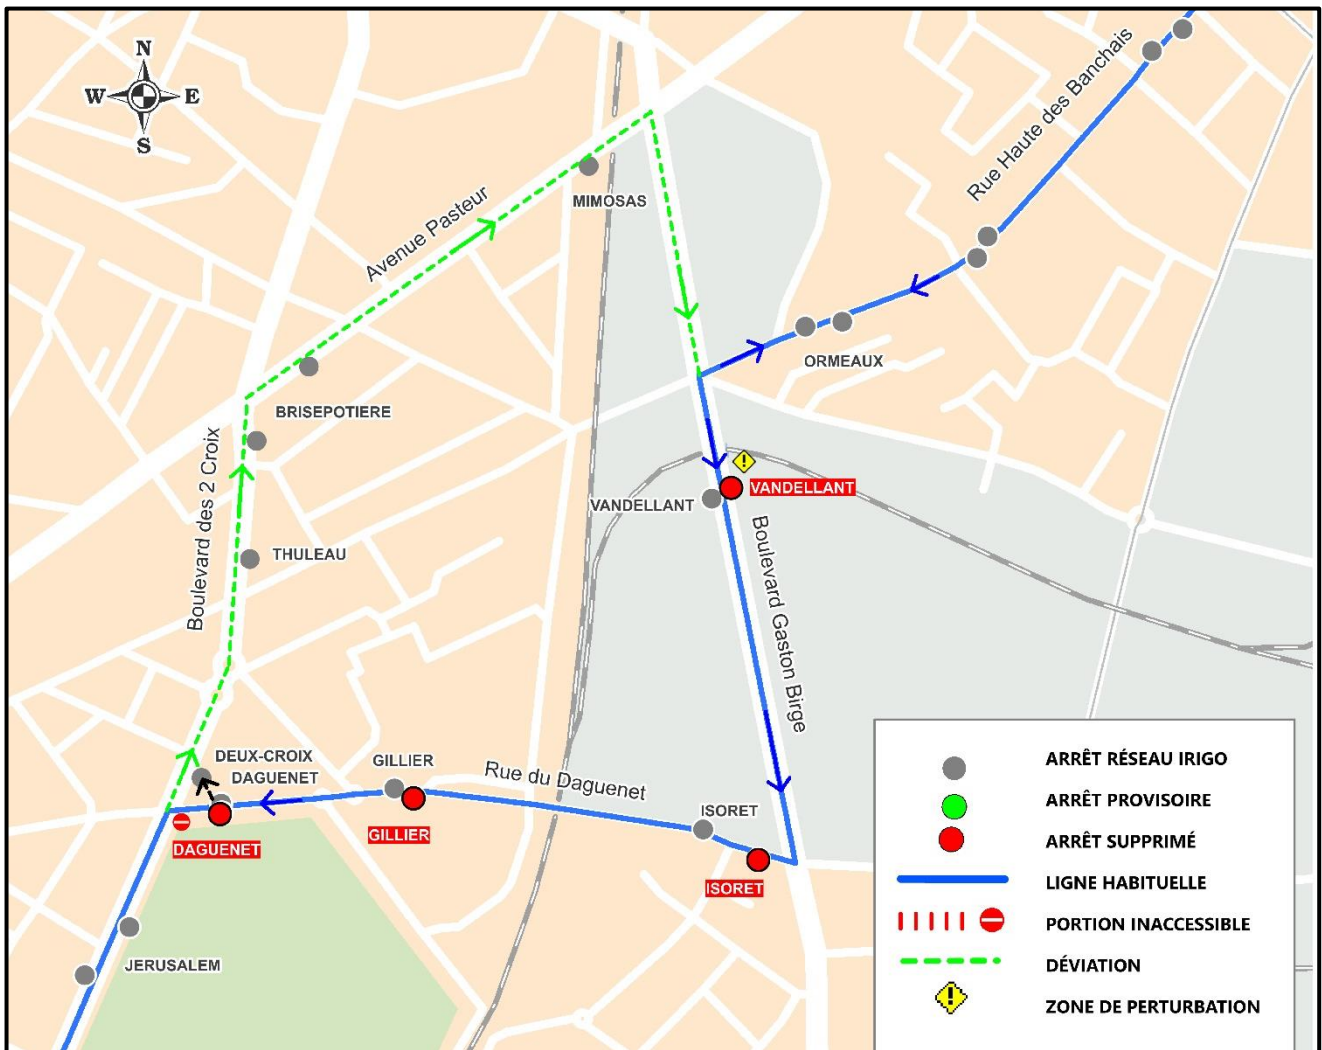 N
W E
S
Rue Haute des Banchais
MIMOSAS
Avenue Pasteur
ORMEAUX
BRISEPOTIERE
Boulevard des 2 Croix
VANDELLANT
VANDELLANT
THULEAU
Boulevard Gaston Birge
DEUX-CROIX
DAGUENET
GILLIER
Rue du Daguenet
ISORET
GILLIER
DAGUENET
ISORET
JERUSALEM
ARRÊT RÉSEAU IRIGO
ARRÊT PROVISOIRE
ARRÊT SUPPRIMÉ
LIGNE HABITUELLE
PORTION INACCESSIBLE
DÉVIATION
ZONE DE PERTURBATION